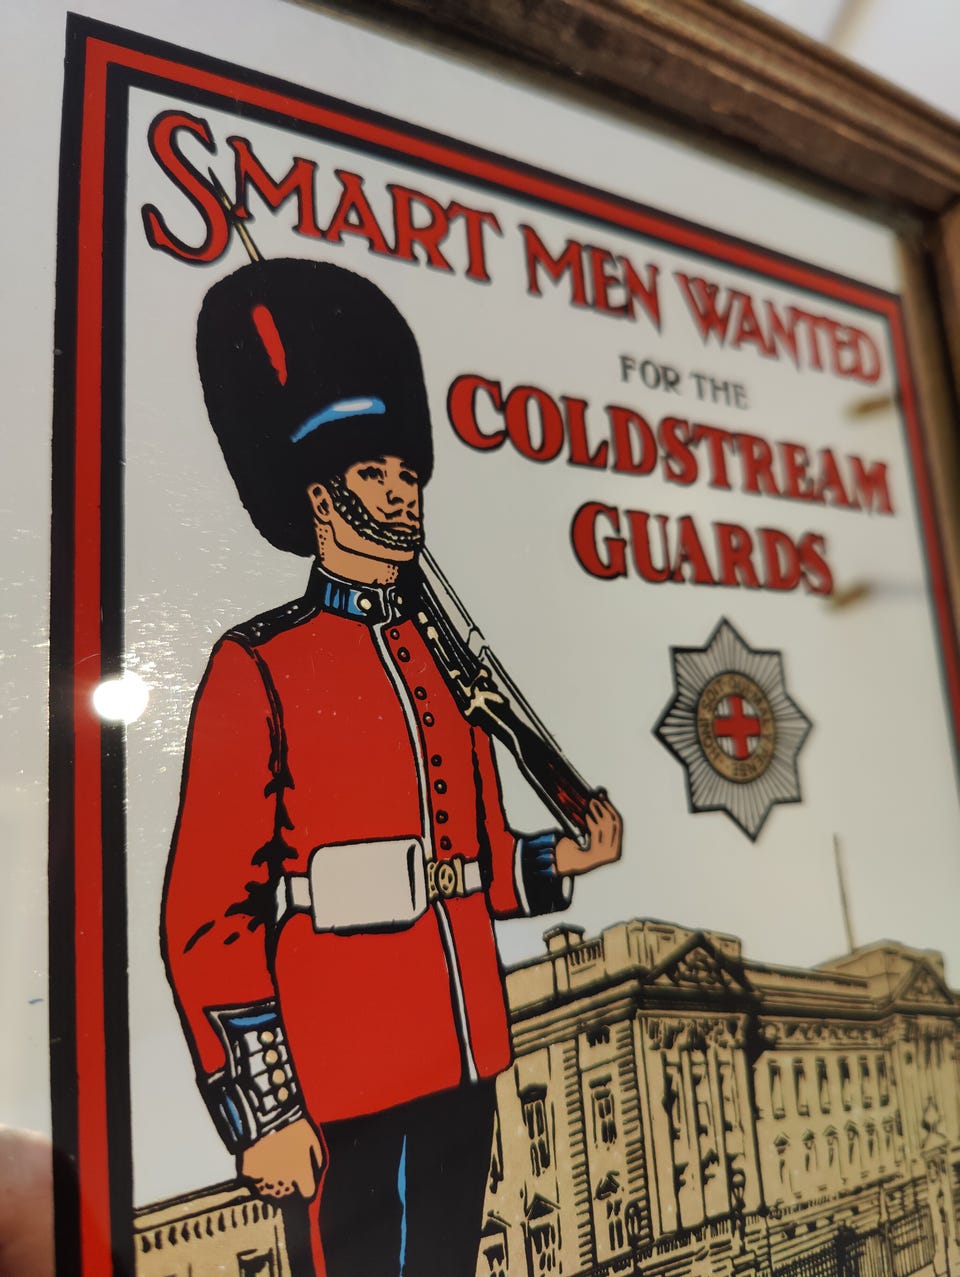 SMART MEN WANTED
FOR THE
COLDSTREAM
GUARDS